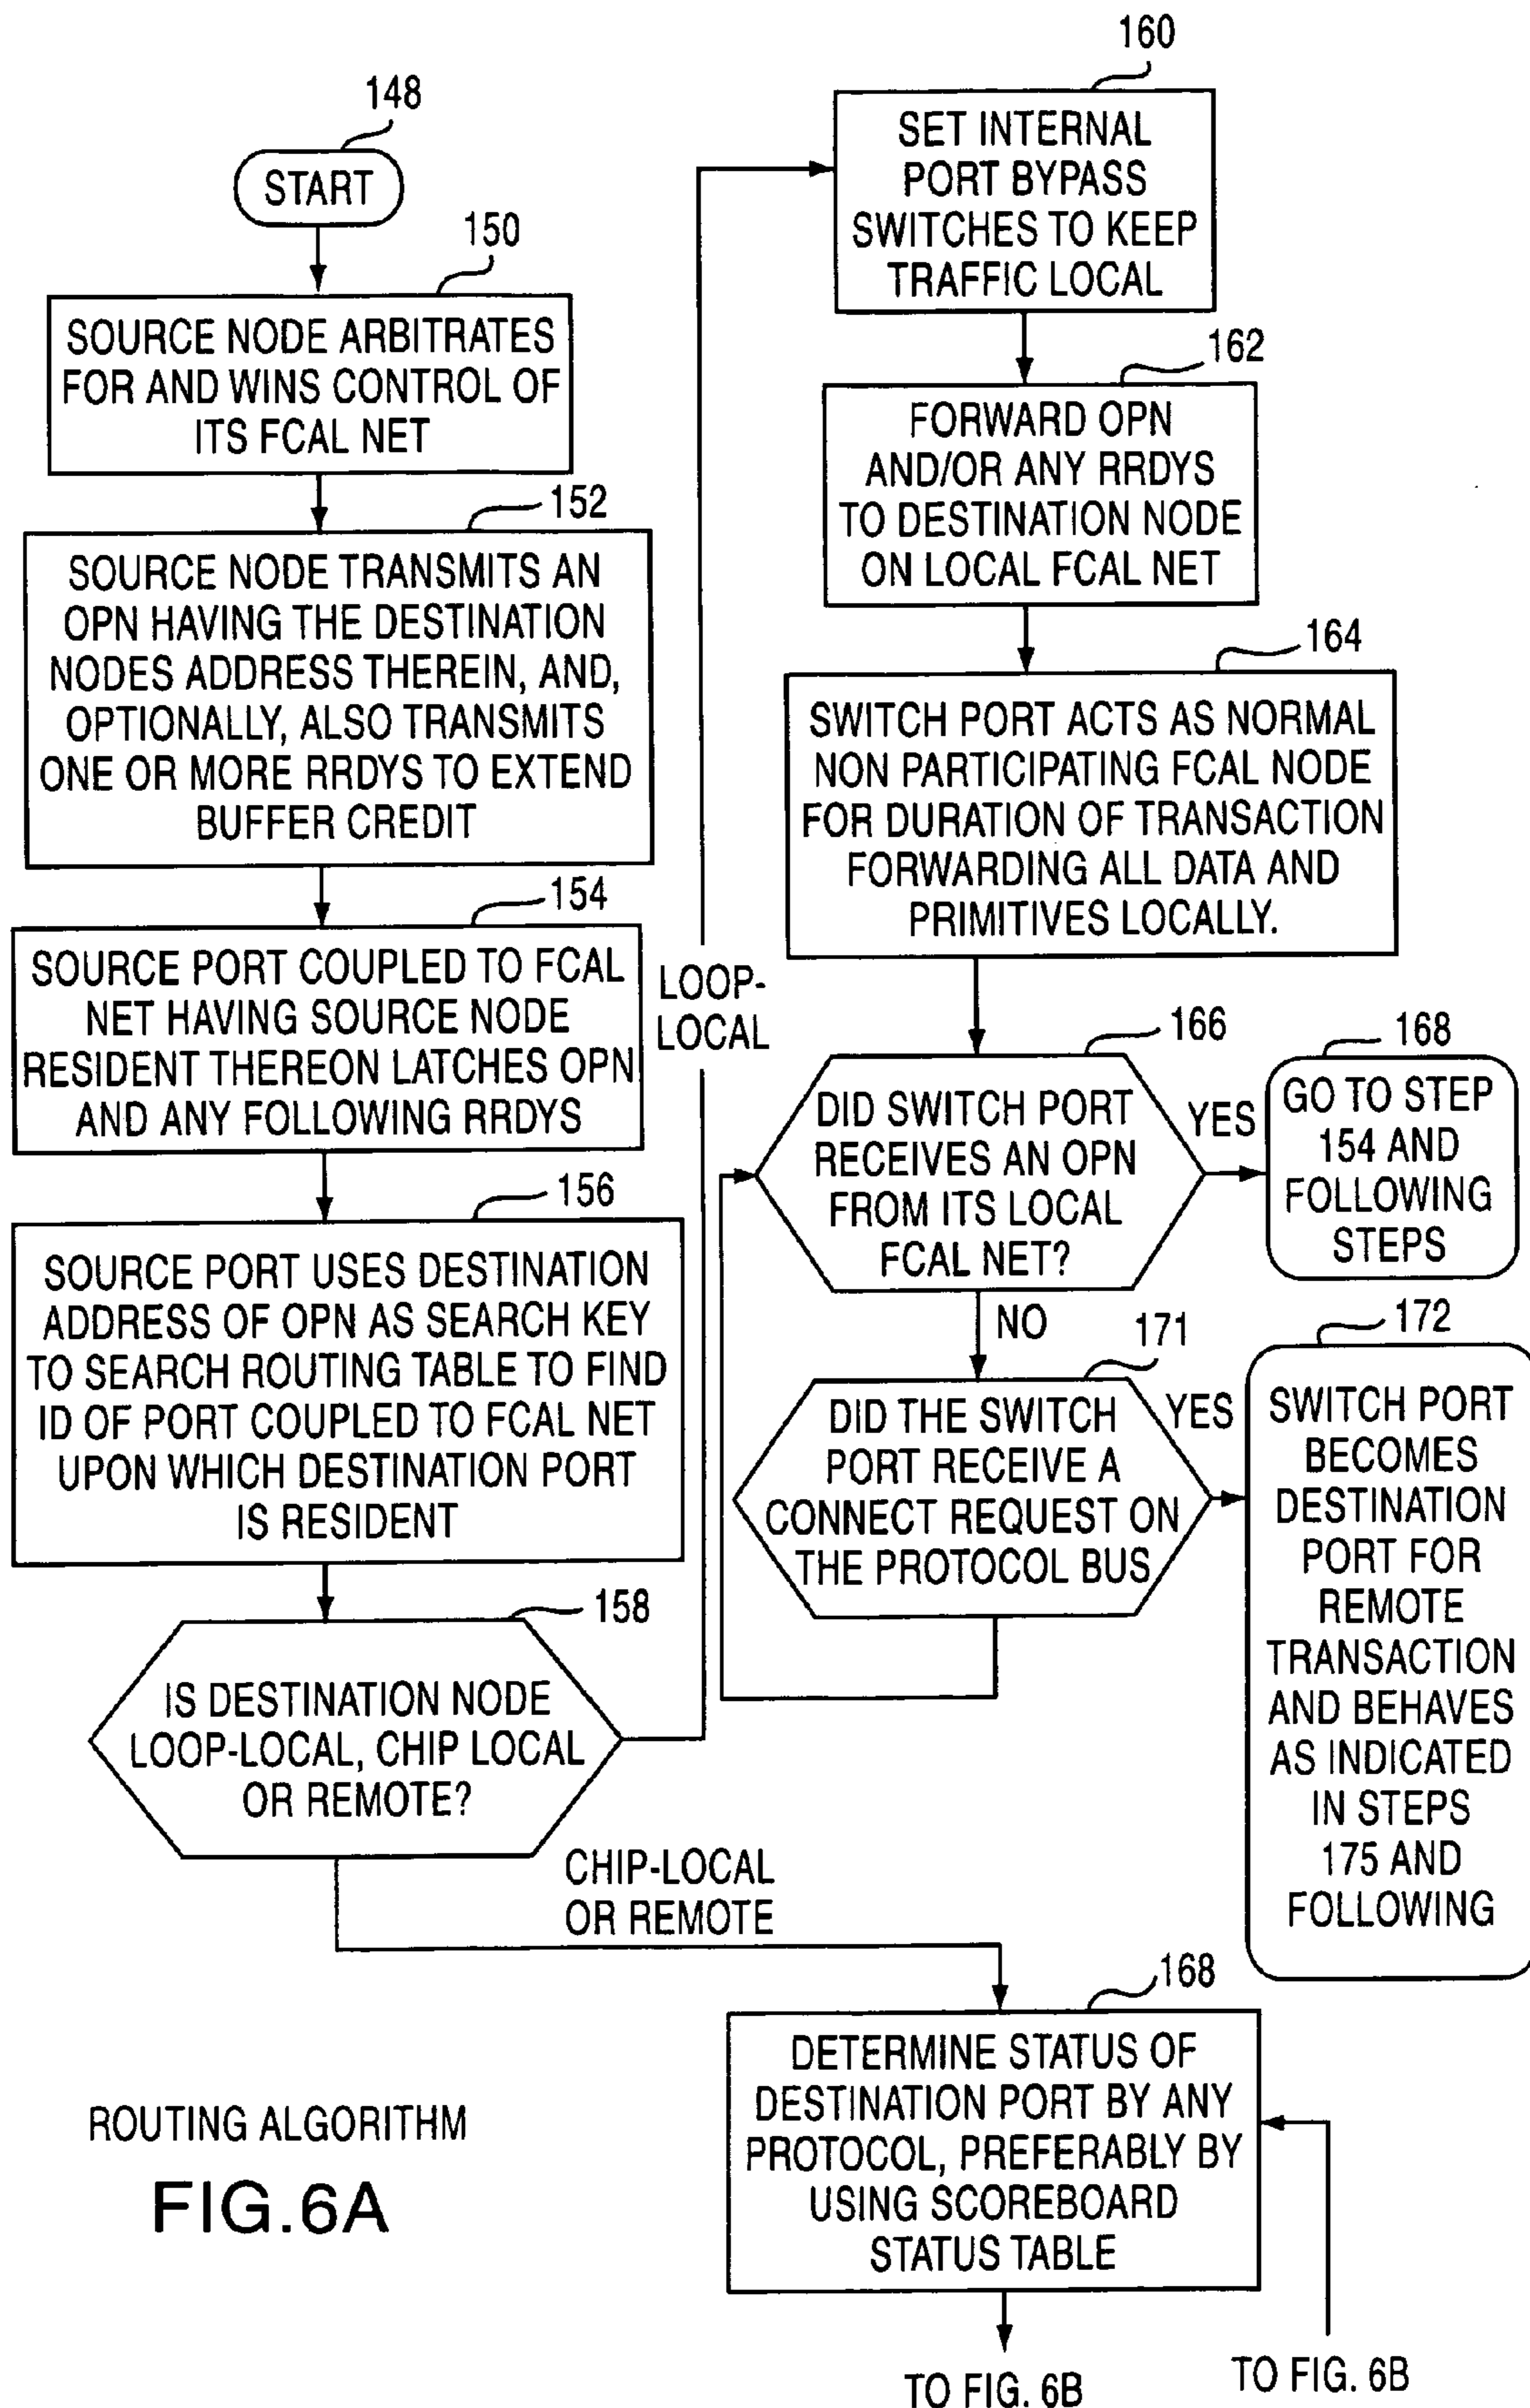 148
START
150
SOURCE NODE ARBITRATES
FOR AND WINS CONTROL OF
ITS FCAL NET
152
SOURCE NODE TRANSMITS AN
OPN HAVING THE DESTINATION
NODES ADDRESS THEREIN, AND,
OPTIONALLY, ALSO TRANSMITS
ONE OR MORE RRDYS TO EXTEND
BUFFER CREDIT
154
SOURCE PORT COUPLED TO FCAL
NET HAVING SOURCE NODE
RESIDENT THEREON LATCHES OPN
AND ANY FOLLOWING RRDYS
156
SOURCE PORT USES DESTINATION
ADDRESS OF OPN AS SEARCH KEY
TO SEARCH ROUTING TABLE TO FIND
ID OF PORT COUPLED TO FCAL NET
UPON WHICH DESTINATION PORT
IS RESIDENT
158
IS DESTINATION NODE
LOOP-LOCAL, CHIP LOCAL
OR REMOTE?
LOOP-
LOCAL
CHIP-LOCAL
OR REMOTE
160
SET INTERNAL
PORT BYPASS
SWITCHES TO KEEP
TRAFFIC LOCAL
162
FORWARD OPN
AND/OR ANY RRDYS
TO DESTINATION NODE
ON LOCAL FCAL NET
164
SWITCH PORT ACTS AS NORMAL
NON PARTICIPATING FCAL NODE
FOR DURATION OF TRANSACTION
FORWARDING ALL DATA AND
PRIMITIVES LOCALLY.
166
DID SWITCH PORT
RECEIVES AN OPN
FROM ITS LOCAL
FCAL NET?
YES
168
GO TO STEP
154 AND
FOLLOWING
STEPS
NO
171
DID THE SWITCH
PORT RECEIVE A
CONNECT REQUEST ON
THE PROTOCOL BUS
YES
172
SWITCH PORT
BECOMES
DESTINATION
PORT FOR
REMOTE
TRANSACTION
AND BEHAVES
AS INDICATED
IN STEPS
175 AND
FOLLOWING
168
DETERMINE STATUS OF
DESTINATION PORT BY ANY
PROTOCOL, PREFERABLY BY
USING SCOREBOARD
STATUS TABLE
TO FIG. 6B
TO FIG. 6B
ROUTING ALGORITHM
FIG.6A